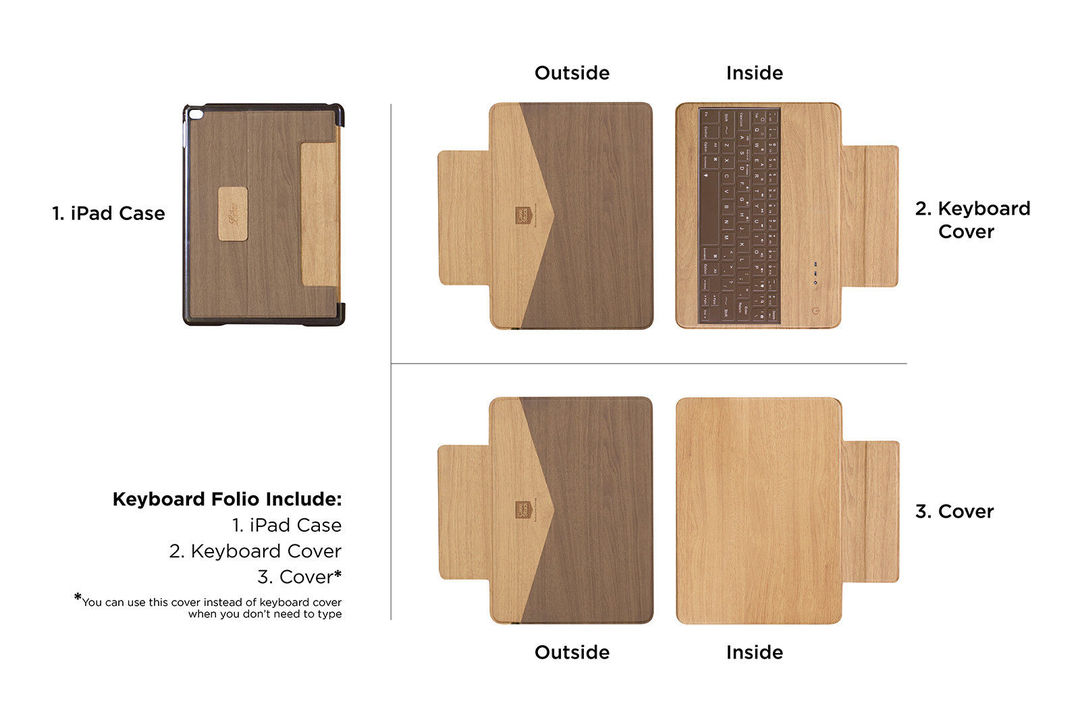 Outside
Inside
1. iPad Case
2. Keyboard
Cover
Keyboard Folio Include:
1. iPad Case
2. Keyboard Cover
3. Cover*
*You can use this cover instead of keyboard cover
when you don't need to type
3. Cover
Outside
Inside